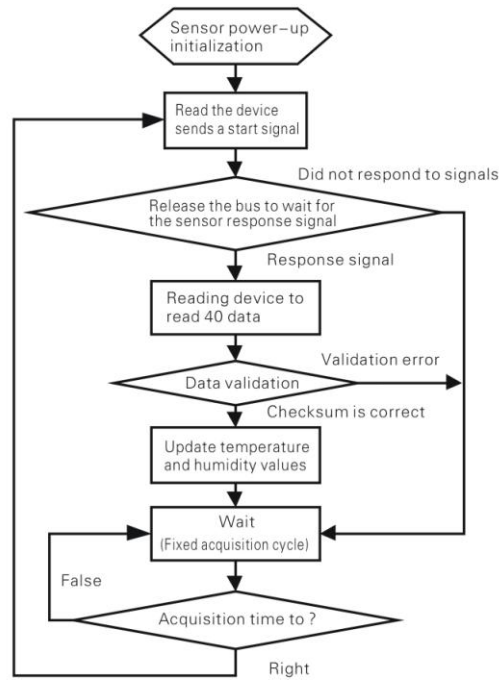 Sensor power-up
initialization
Read the device
sends a start signal
Did not respond to signals
Release the bus to wait for
the sensor response signal
Response signal
Reading device to
read 40 data
Validation error
Data validation
Checksum is correct
Update temperature
and humidity values
Wait
(Fixed acquisition cycle)
False
Acquisition time to ?
Right